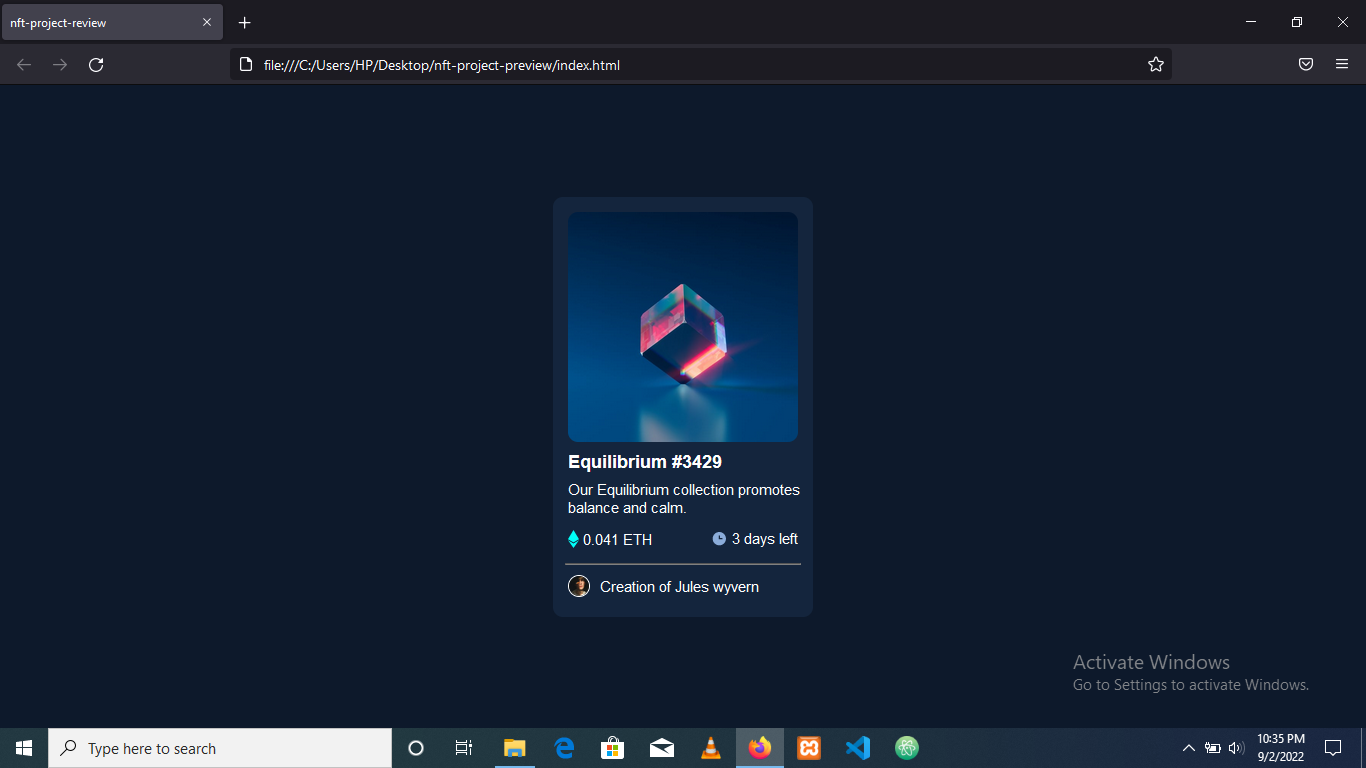 nft-project-review
file:///C:/Users/HP/Desktop/nft-project-preview/index.html
Equilibrium #3429
Our Equilibrium collection promotes
balance and calm.
0.041 ETH
3 days left
Creation of Jules wyvern
Activate Windows
Go to Settings to activate Windows.
Type here to search
10:35 PM
9/2/2022